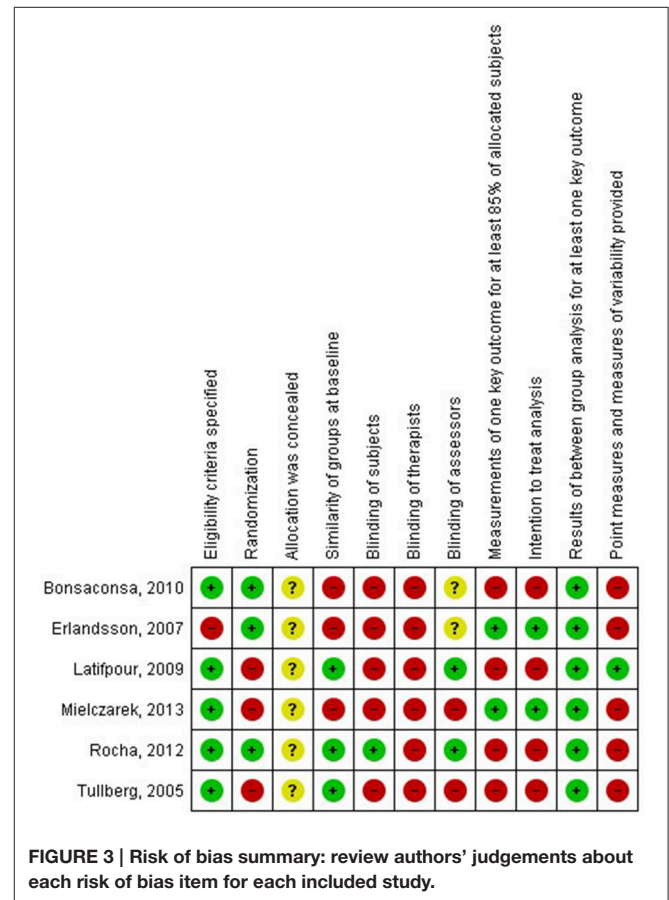 Eligibility criteria specified
Randomization
Allocation was concealed
Similarity of groups at baseline
Blinding of subjects
Blinding of therapists
Blinding of assessors
Measurements of one key outcome for at least 85% of allocated subjects
Intention to treat analysis
Results of between group analysis for at least one key outcome
Point measures and measures of variability provided
Bonsaconsa, 2010 + + ? - - - ? - - + -
Erlandsson, 2007 - + ? - - - ? + + + -
Latifpour, 2009 + - ? + - - + - - + +
Mielczarek, 2013 + - ? - - - - + + + -
Rocha, 2012 + + ? + + - + - - + -
Tullberg, 2005 + - ? + - - - - - + -
FIGURE 3 | Risk of bias summary: review authors' judgements about
each risk of bias item for each included study.